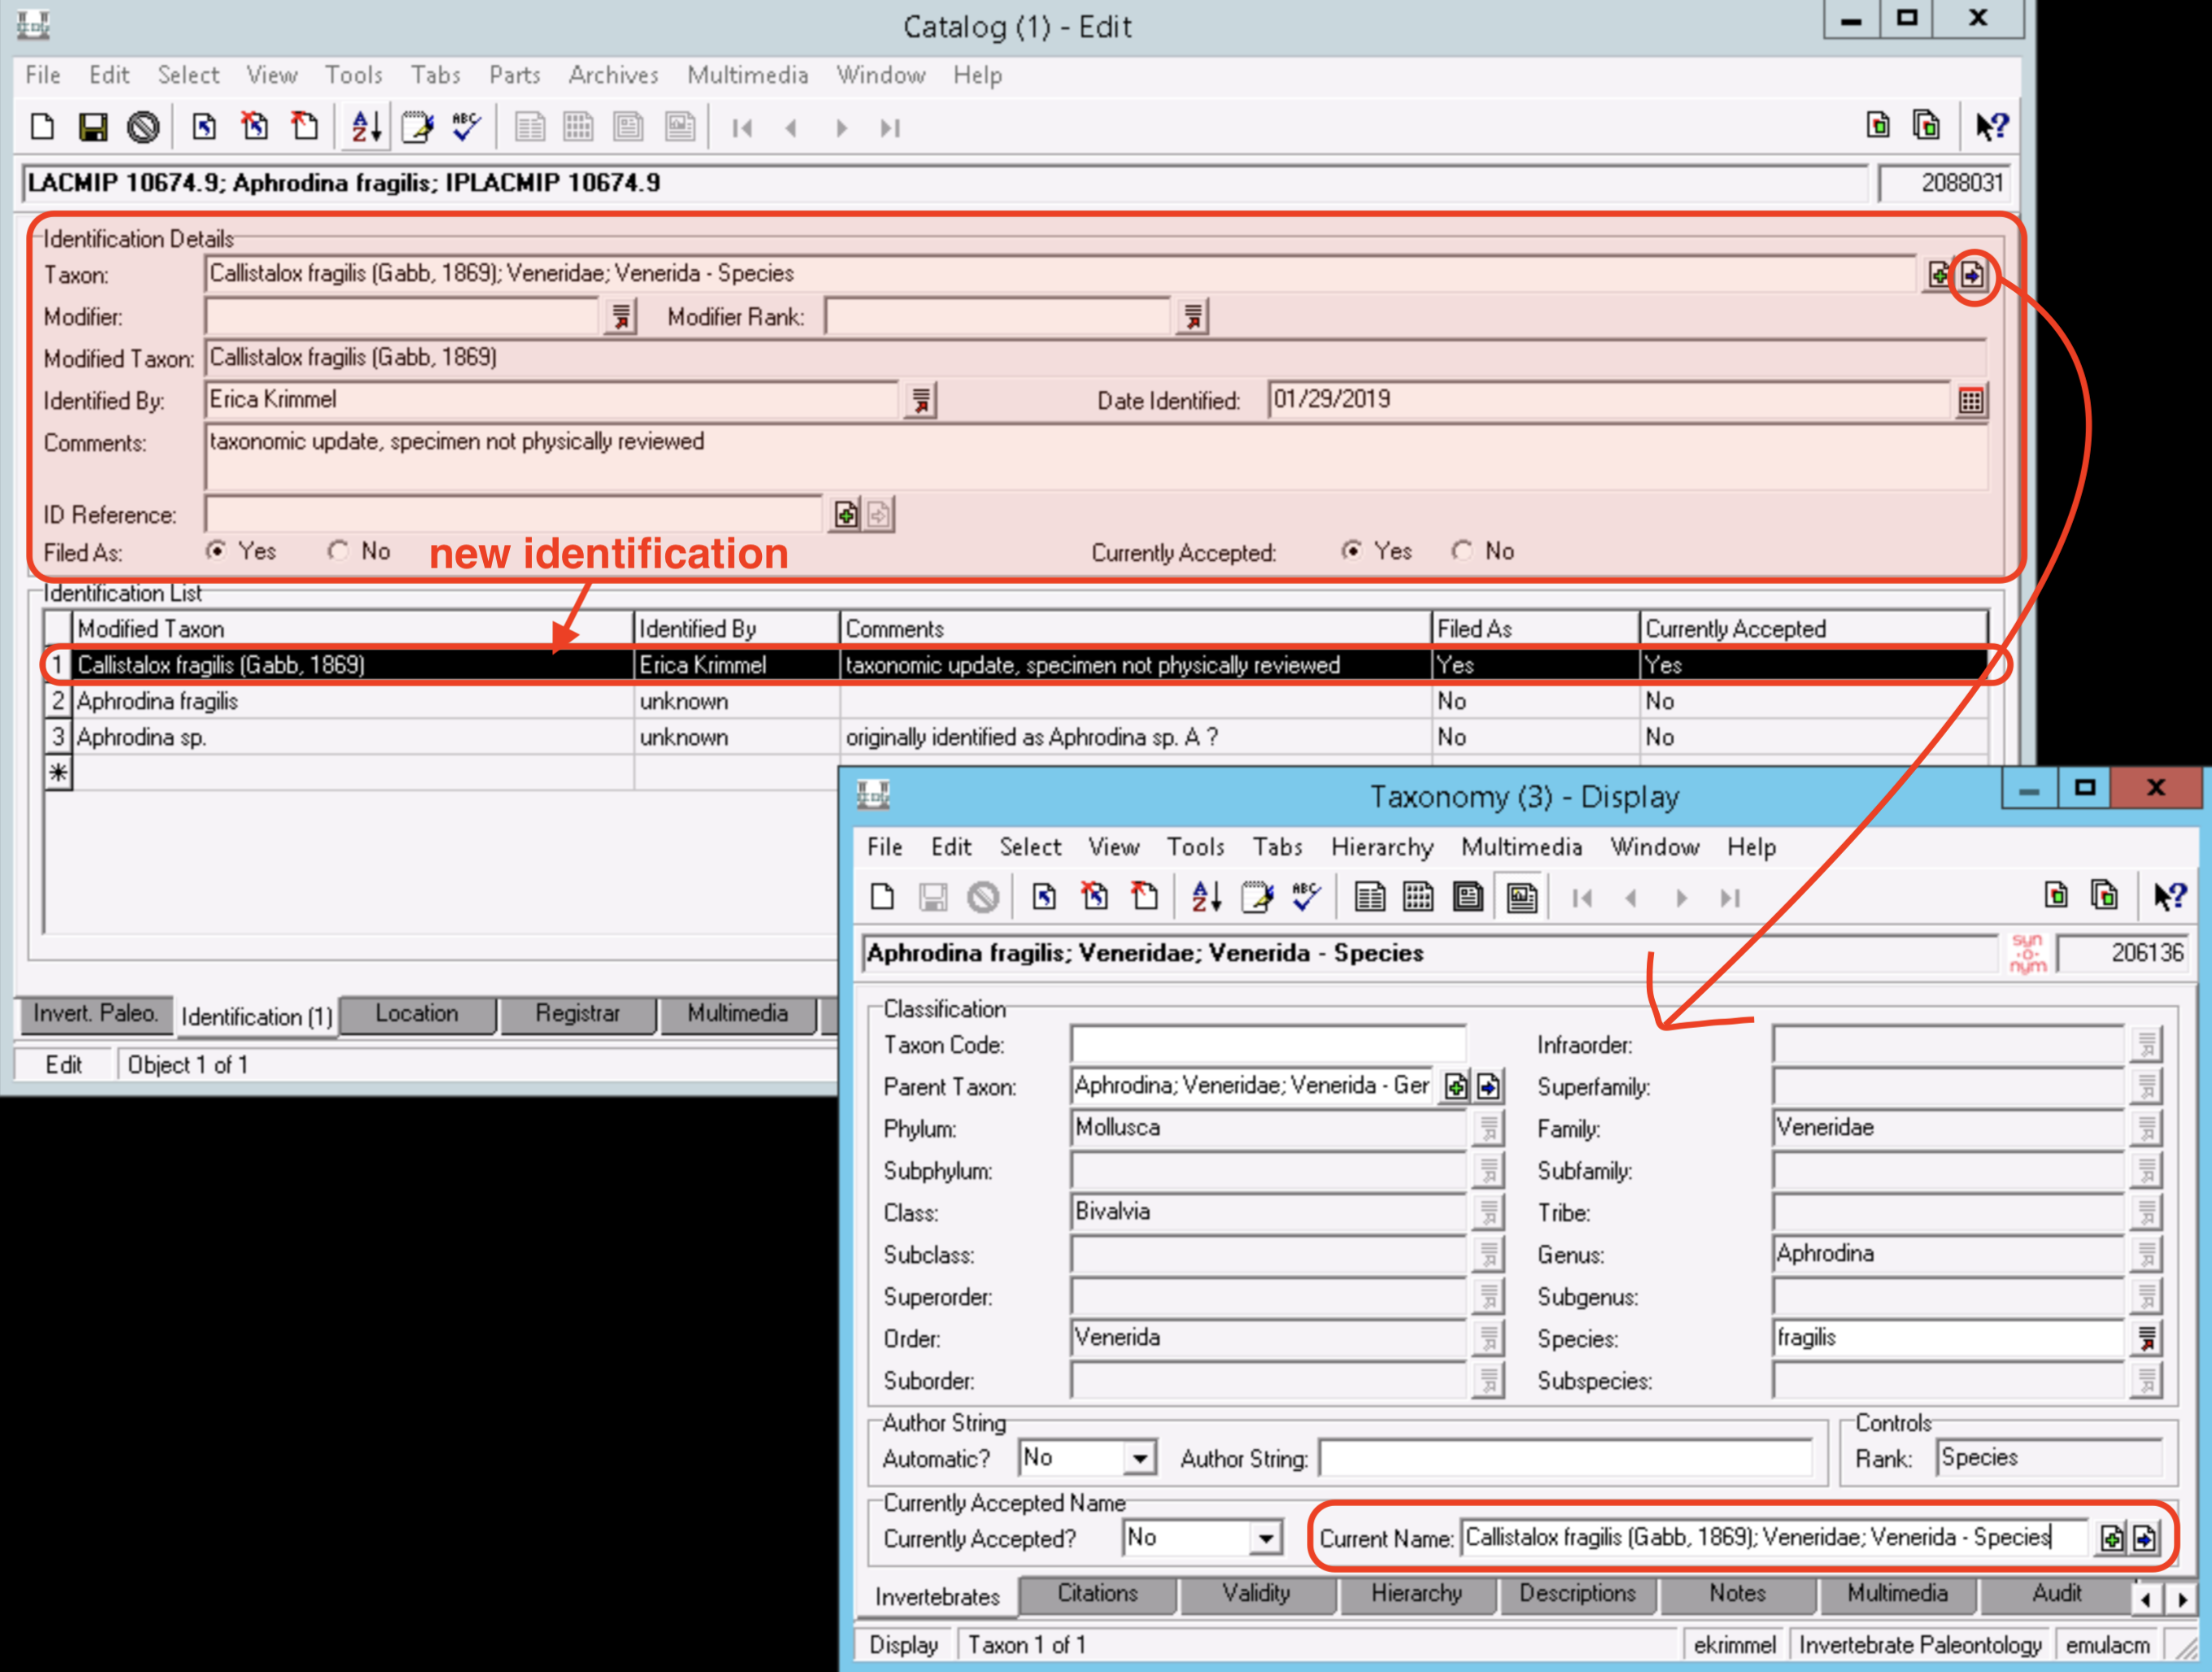 Catalog (1) - Edit
File Edit Select View Tools Tabs Parts Archives Multimedia Window Help
LACMIP 10674.9; Aphrodina fragilis; IPLACMIP 10674.9 2088031
Identification Details
Taxon: Callistalox fragilis (Gabb, 1869); Veneridae; Venerida - Species
Modifier: Modifier Rank:
Modified Taxon: Callistalox fragilis (Gabb, 1869)
Identified By: Erica Krimmel Date Identified: 01/29/2019
Comments: taxonomic update, specimen not physically reviewed
ID Reference:
Filed As: Yes No new identification Currently Accepted: Yes No
Identification List
Modified Taxon Identified By Comments Filed As Currently Accepted
1 Callistalox fragilis (Gabb, 1869) Erica Krimmel taxonomic update, specimen not physically reviewed Yes Yes
2 Aphrodina fragilis unknown No No
3 Aphrodina sp. unknown originally identified as Aphrodina sp. A ? No No
Invert. Paleo. Identification (1) Location Registrar Multimedia
Edit Object 1 of 1
Taxonomy (3) - Display
File Edit Select View Tools Tabs Hierarchy Multimedia Window Help
Aphrodina fragilis; Veneridae; Venerida - Species syn-o-nym 206136
Classification
Taxon Code: Infraorder:
Parent Taxon: Aphrodina; Veneridae; Venerida - Ger Superfamily:
Phylum: Mollusca Family: Veneridae
Subphylum: Subfamily:
Class: Bivalvia Tribe:
Subclass: Genus: Aphrodina
Superorder: Subgenus:
Order: Venerida Species: fragilis
Suborder: Subspecies:
Author String Controls
Automatic? No Author String: Rank: Species
Currently Accepted Name
Currently Accepted? No Current Name: Callistalox fragilis (Gabb, 1869); Veneridae; Venerida - Species
Invertebrates Citations Validity Hierarchy Descriptions Notes Multimedia Audit
Display Taxon 1 of 1 ekrimmel Invertebrate Paleontology emulacm